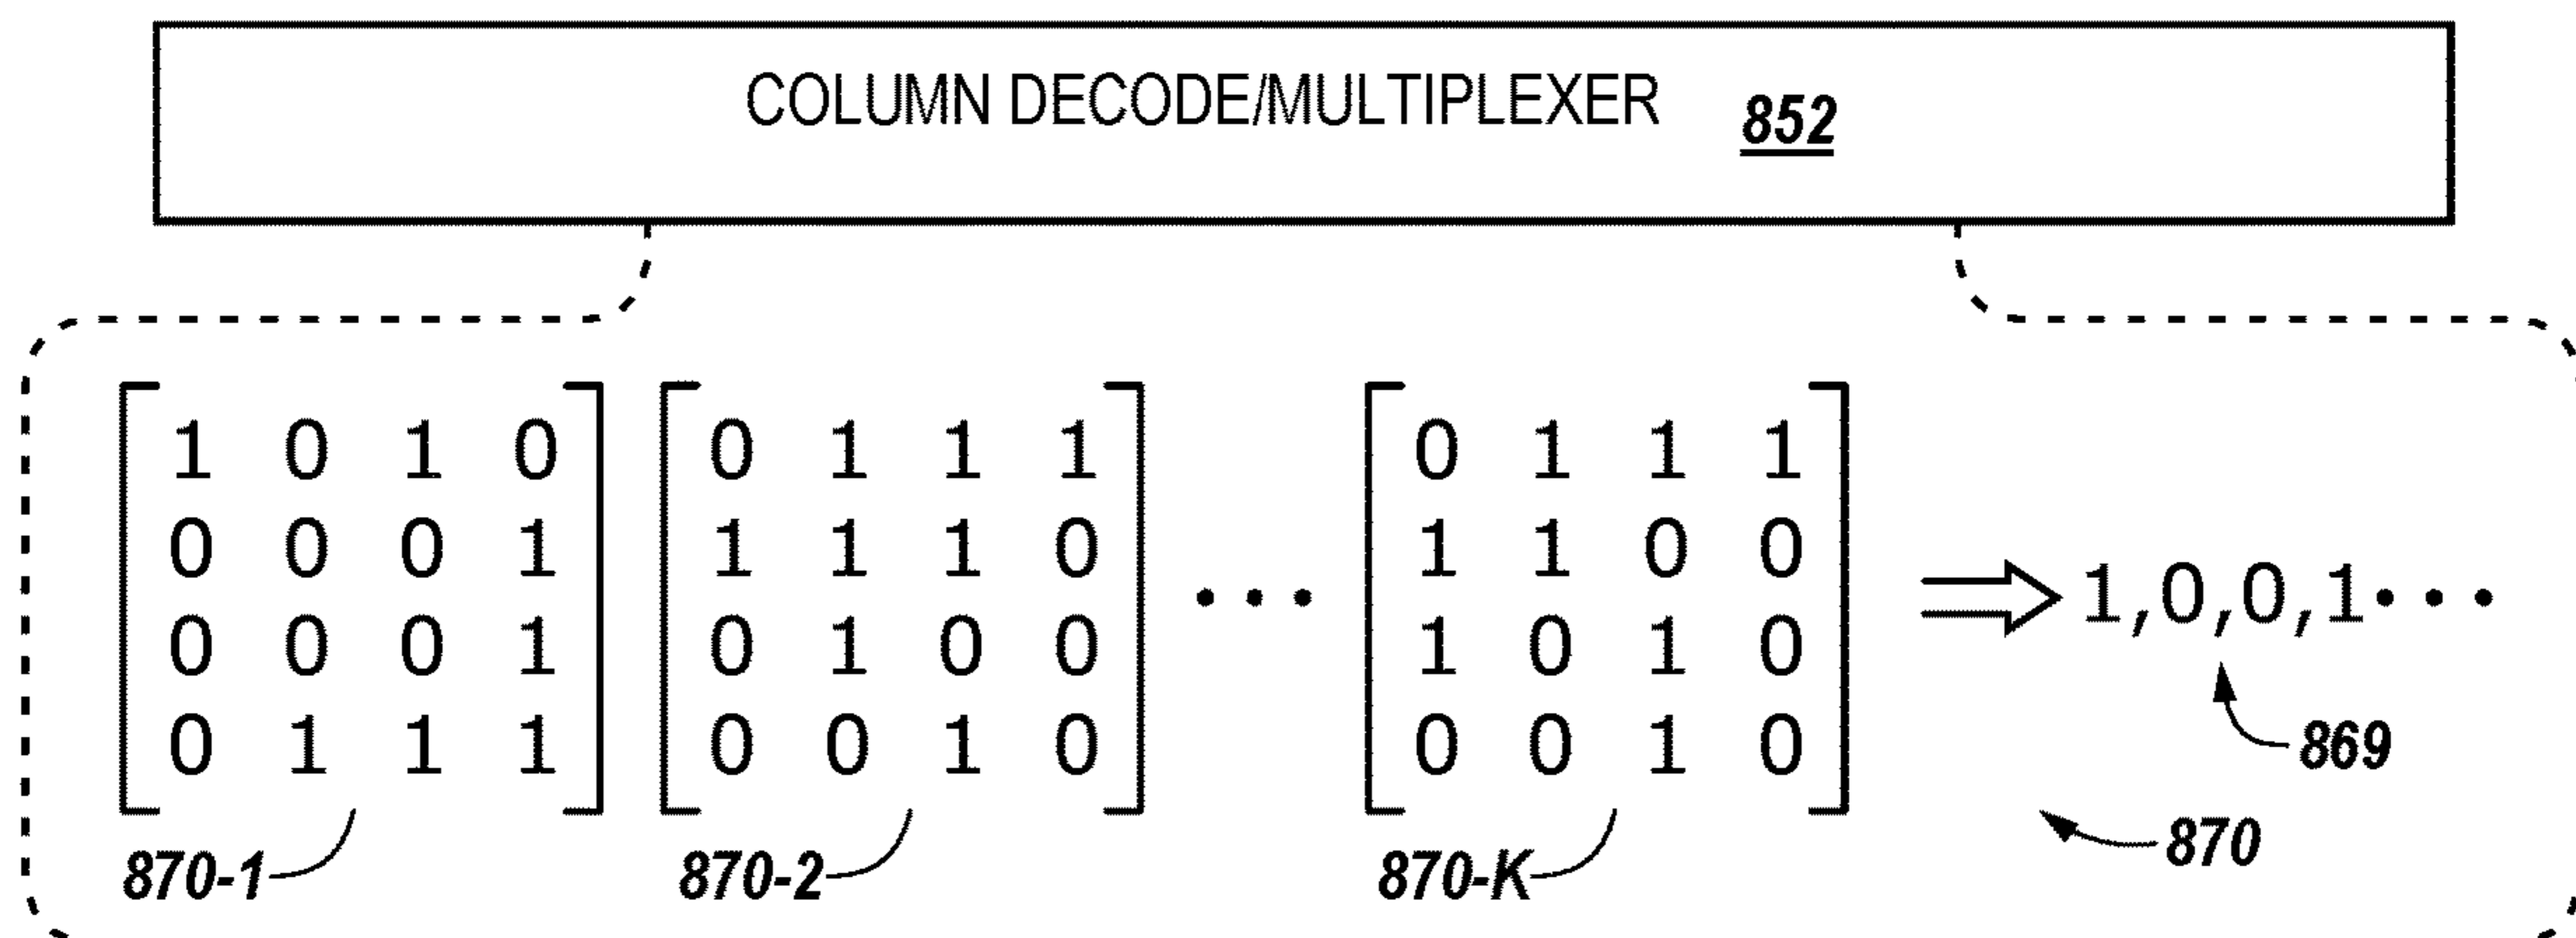 COLUMN DECODE/MULTIPLEXER 852
1 0 1 0 0 1 1 1 0 1 1 1
0 0 0 1 1 1 1 0 1 1 0 0
• • • ⇒ 1,0,0,1• • •
0 0 0 1 0 1 0 0 1 0 1 0
0 1 1 1 0 0 1 0 0 0 1 0
869
870-1 870-2 870-K 870